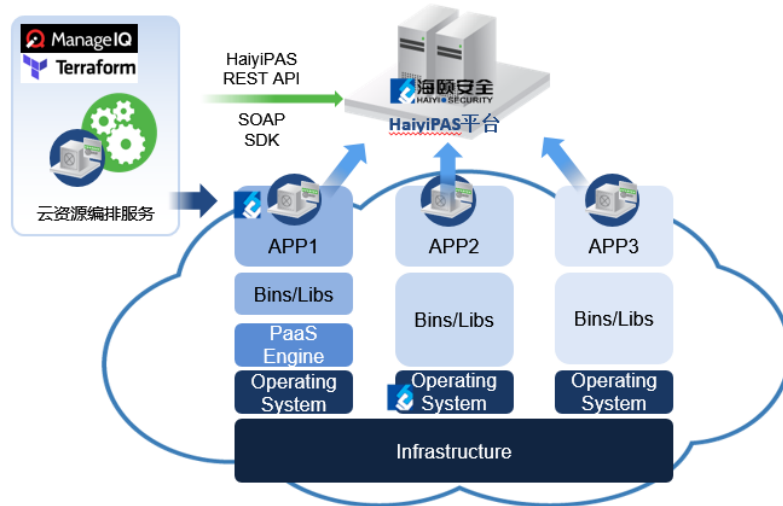 ManageIQ
Terraform
云资源编排服务
HaiyiPAS
REST API
SOAP
SDK
海颐安全
HAIYI SECURITY
HaiyiPAS平台
APP1
APP2
APP3
Bins/Libs
PaaS
Engine
Operating
System
Bins/Libs
Operating
System
Bins/Libs
Operating
System
Infrastructure